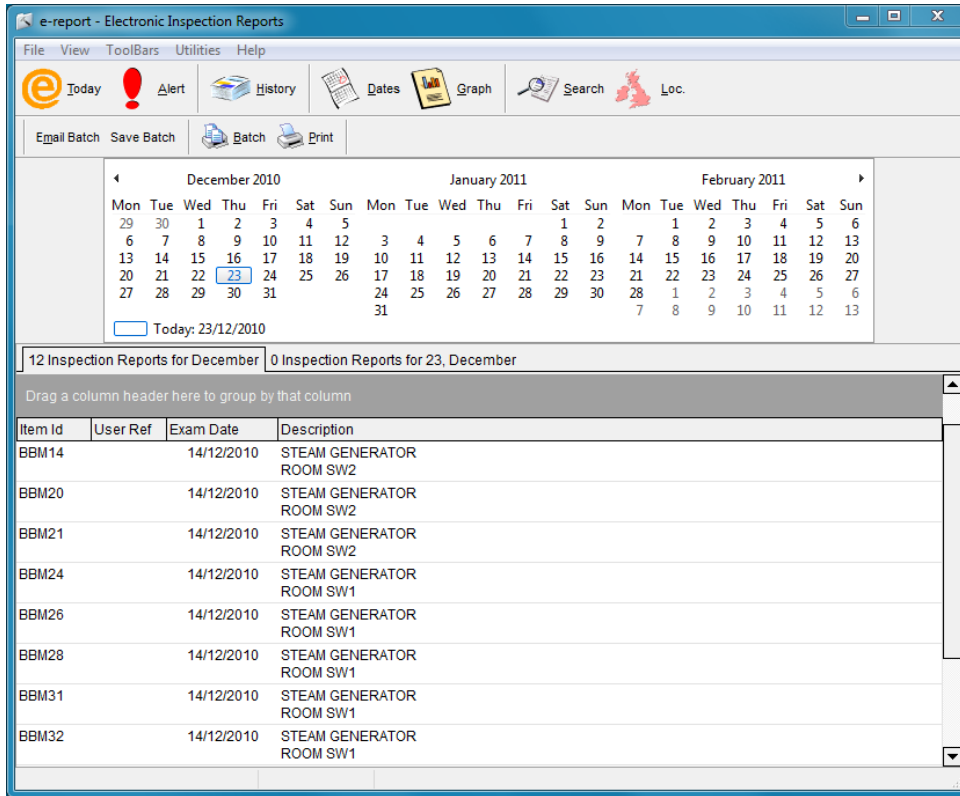 e-report - Electronic Inspection Reports
File View ToolBars Utilities Help
Today Alert History Dates Graph Search Loc.
Email Batch Save Batch Batch Print
December 2010 January 2011 February 2011
Mon Tue Wed Thu Fri Sat Sun Mon Tue Wed Thu Fri Sat Sun Mon Tue Wed Thu Fri Sat Sun
29 30 1 2 3 4 5 1 2 1 2 3 4 5 6
6 7 8 9 10 11 12 3 4 5 6 7 8 9 7 8 9 10 11 12 13
13 14 15 16 17 18 19 10 11 12 13 14 15 16 14 15 16 17 18 19 20
20 21 22 23 24 25 26 17 18 19 20 21 22 23 21 22 23 24 25 26 27
27 28 29 30 31 24 25 26 27 28 29 30 28 1 2 3 4 5 6
31 7 8 9 10 11 12 13
Today: 23/12/2010
12 Inspection Reports for December 0 Inspection Reports for 23, December
Drag a column header here to group by that column
Item Id User Ref Exam Date Description
BBM14 14/12/2010 STEAM GENERATOR
ROOM SW2
BBM20 14/12/2010 STEAM GENERATOR
ROOM SW2
BBM21 14/12/2010 STEAM GENERATOR
ROOM SW2
BBM24 14/12/2010 STEAM GENERATOR
ROOM SW1
BBM26 14/12/2010 STEAM GENERATOR
ROOM SW1
BBM28 14/12/2010 STEAM GENERATOR
ROOM SW1
BBM31 14/12/2010 STEAM GENERATOR
ROOM SW1
BBM32 14/12/2010 STEAM GENERATOR
ROOM SW1